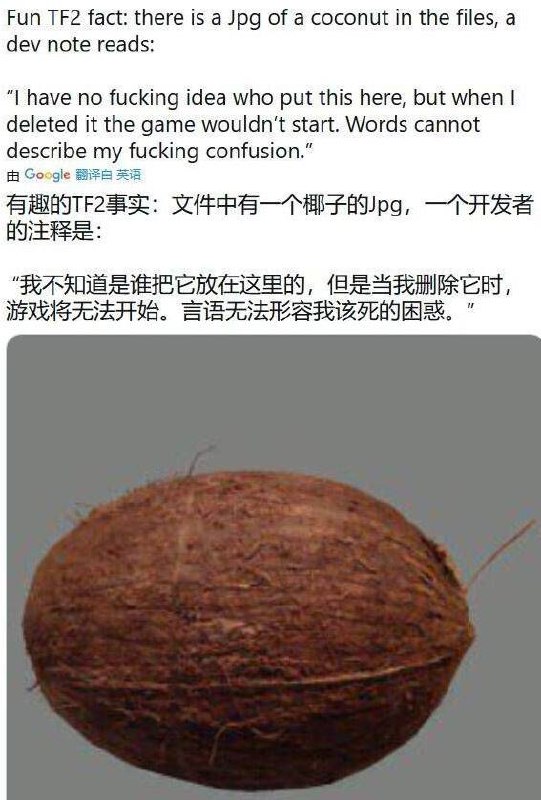 Fun TF2 fact: there is a Jpg of a coconut in the files, a
dev note reads:
“I have no fucking idea who put this here, but when I
deleted it the game wouldn’t start. Words cannot
describe my fucking confusion.”
由 Google 翻译自 英语
有趣的TF2事实：文件中有一个椰子的Jpg，一个开发者
的注释是：
“我不知道是谁把它放在这里的，但是当我删除它时，
游戏将无法开始。言语无法形容我该死的困惑。”